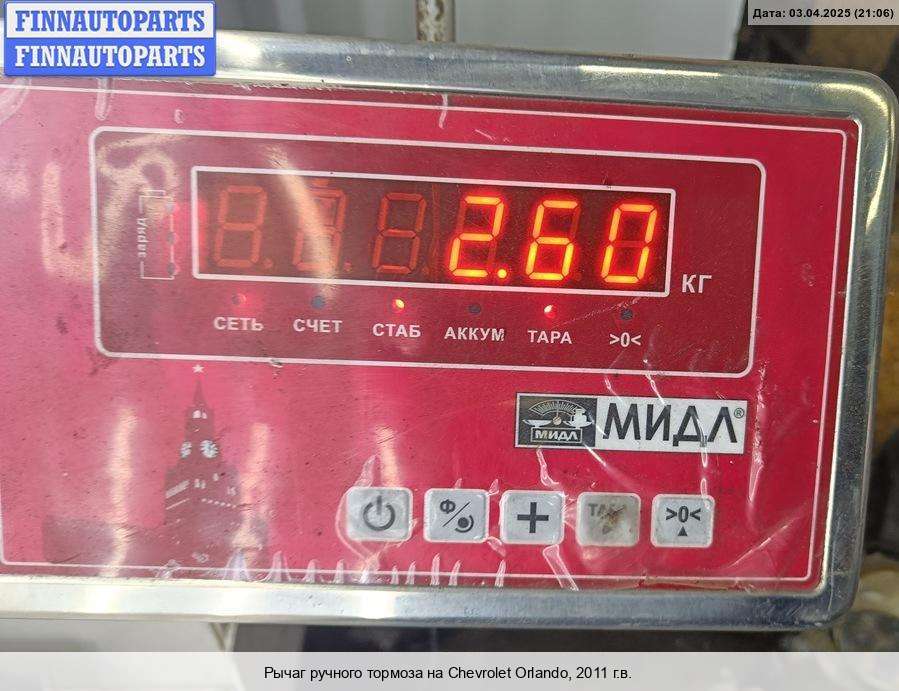 FINNAUTOPARTS
FINNAUTOPARTS
Дата: 03.04.2025 (21:06)
заряд
2.60
КГ
СЕТЬ СЧЕТ СТАБ АККУМ ТАРА >0<
МИДЛ МИДЛ®
Ф/ + >0<
Рычаг ручного тормоза на Chevrolet Orlando, 2011 г.в.